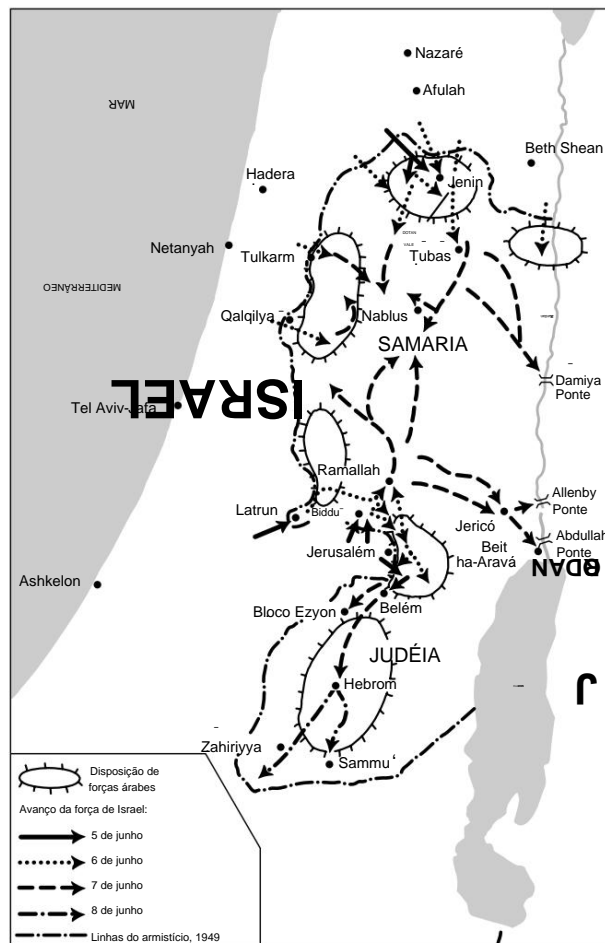 Nazaré
Afulah
MAR
Beth Shean
Jenin
Hadera
Netanyah
Tulkarm
Tubas
MEDITERRÂNEO
Qalqilya
Nablus
SAMARIA
Damiya
Ponte
ISRAEL
Tel Aviv-Jafa
Ramallah
Latrun
Biddu
Jericó
Allenby
Ponte
Jerusalém
Beit
ha-Aravá
Abdullah
Ponte
RDAN
Ashkelon
Bloco Ezyon
Belém
JUDÉIA
J
Hebrom
Zahiriyya
Sammu‘
Disposição de
forças árabes
Avanço da força de Israel:
5 de junho
6 de junho
7 de junho
8 de junho
Linhas do armistício, 1949